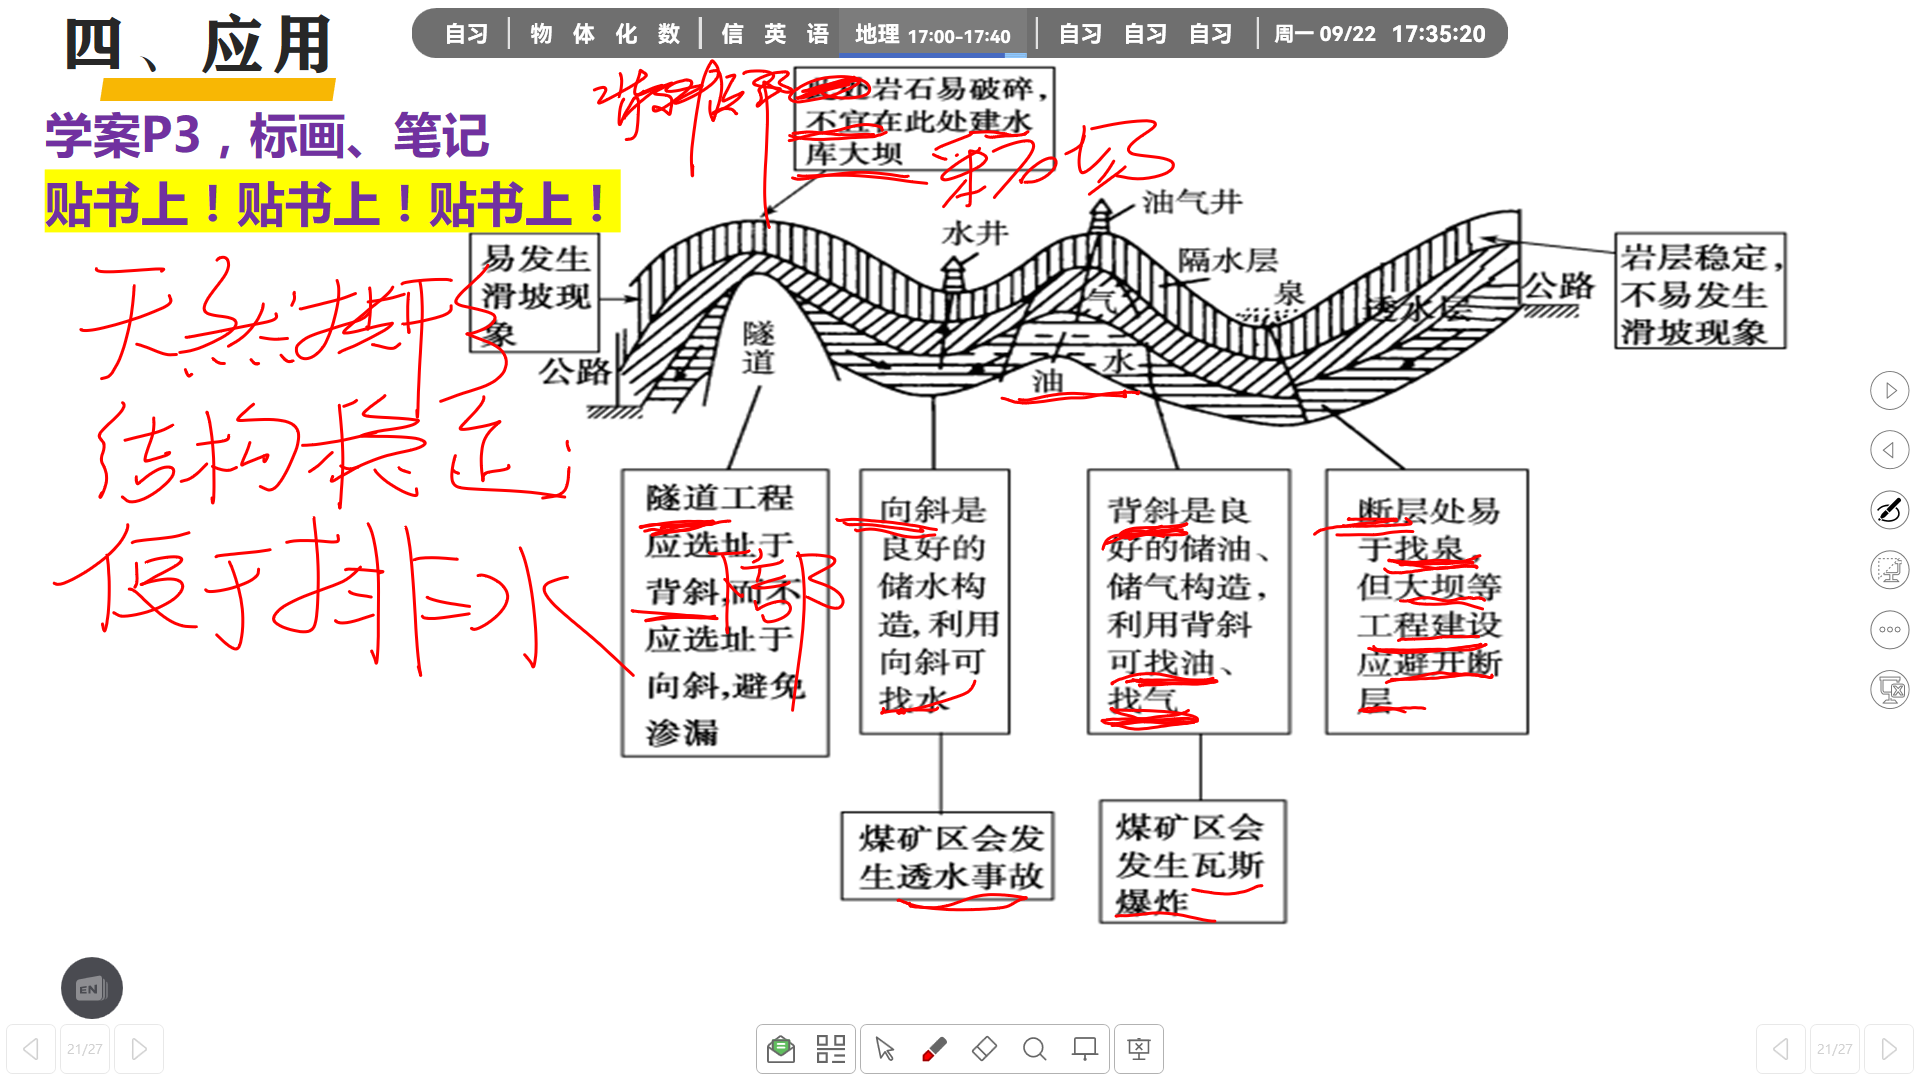 四、应用
自习 | 物 体 化 数 | 信 英 语 地理 17:00-17:40 | 自习 自习 自习 | 周一 09/22 17:35:20
学案P3，标画、笔记
贴书上！贴书上！贴书上！
岩石易破碎，
不宜在此处建水
库大坝
采石场
易发生
滑坡现
象
公路
隧
道
水井
油气井
隔水层
泉
透水层
气
水
油
公路
岩层稳定，
不易发生
滑坡现象
天然拱形
结构稳定；
便于排水
隧道工程
应选址于
背斜，而不
应选址于
向斜，避免
渗漏
向斜是
良好的
储水构
造，利用
向斜可
找水
背斜是良
好的储油、
储气构造，
利用背斜
可找油、
找气
断层处易
于找泉，
但大坝等
工程建设
应避开断
层
煤矿区会发
生透水事故
煤矿区会
发生瓦斯
爆炸
EN
21/27
21/27